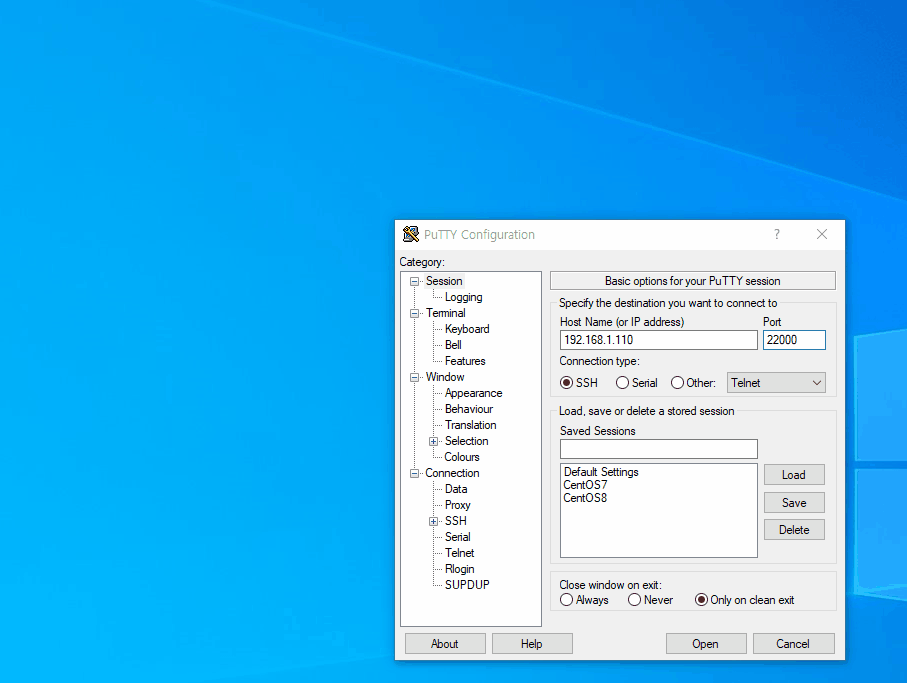 PuTTY Configuration ?
Category:
Session
Logging
Terminal
Keyboard
Bell
Features
Window
Appearance
Behaviour
Translation
Selection
Colours
Connection
Data
Proxy
SSH
Serial
Telnet
Rlogin
SUPDUP
Basic options for your PuTTY session
Specify the destination you want to connect to
Host Name (or IP address) Port
192.168.1.110 22000
Connection type:
SSH Serial Other: Telnet
Load, save or delete a stored session
Saved Sessions
Default Settings
CentOS7
CentOS8
Load
Save
Delete
Close window on exit:
Always Never Only on clean exit
About Help Open Cancel